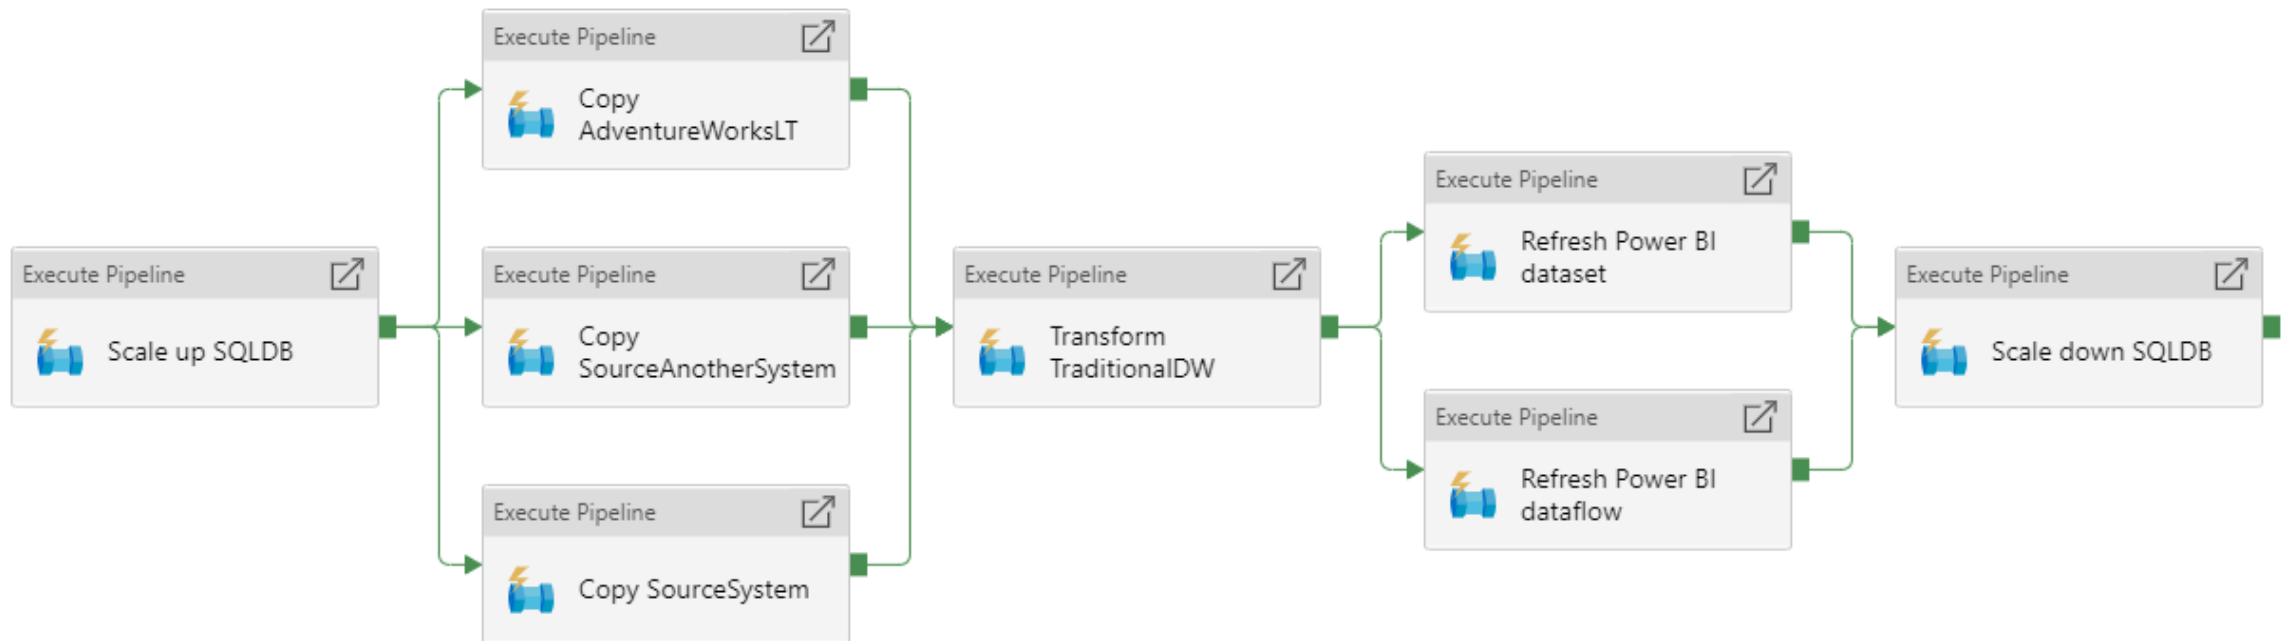 Execute Pipeline
Scale up SQLDB
Execute Pipeline
Copy
AdventureWorksLT
Execute Pipeline
Copy
SourceAnotherSystem
Execute Pipeline
Copy SourceSystem
Execute Pipeline
Transform
TraditionalDW
Execute Pipeline
Refresh Power BI
dataset
Execute Pipeline
Refresh Power BI
dataflow
Execute Pipeline
Scale down SQLDB